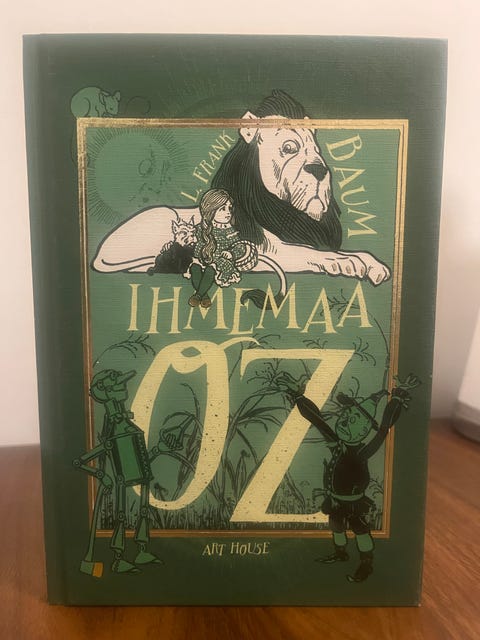 L. FRANK
BAUM
IHMEMAA
OZ
ART HOUSE